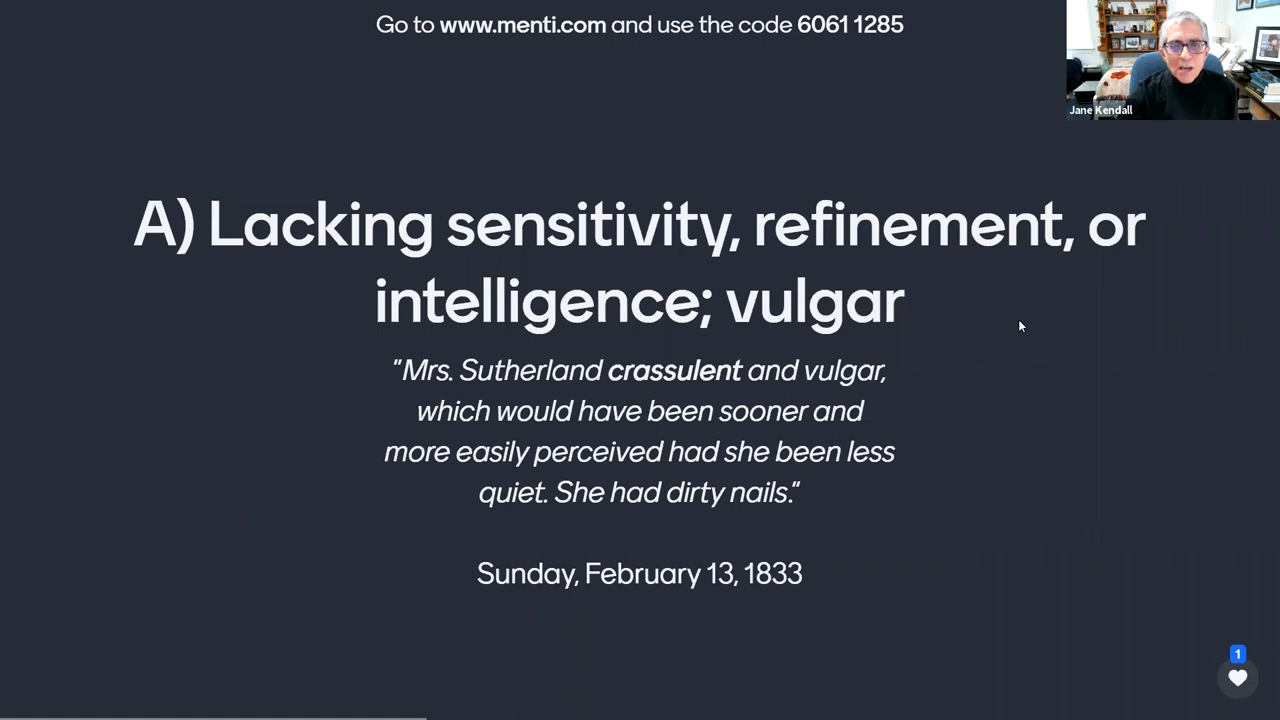 Go to www.menti.com and use the code 6061 1285
Jane Kendall
A) Lacking sensitivity, refinement, or
intelligence; vulgar
"Mrs. Sutherland crassulent and vulgar,
which would have been sooner and
more easily perceived had she been less
quiet. She had dirty nails."
Sunday, February 13, 1833
1